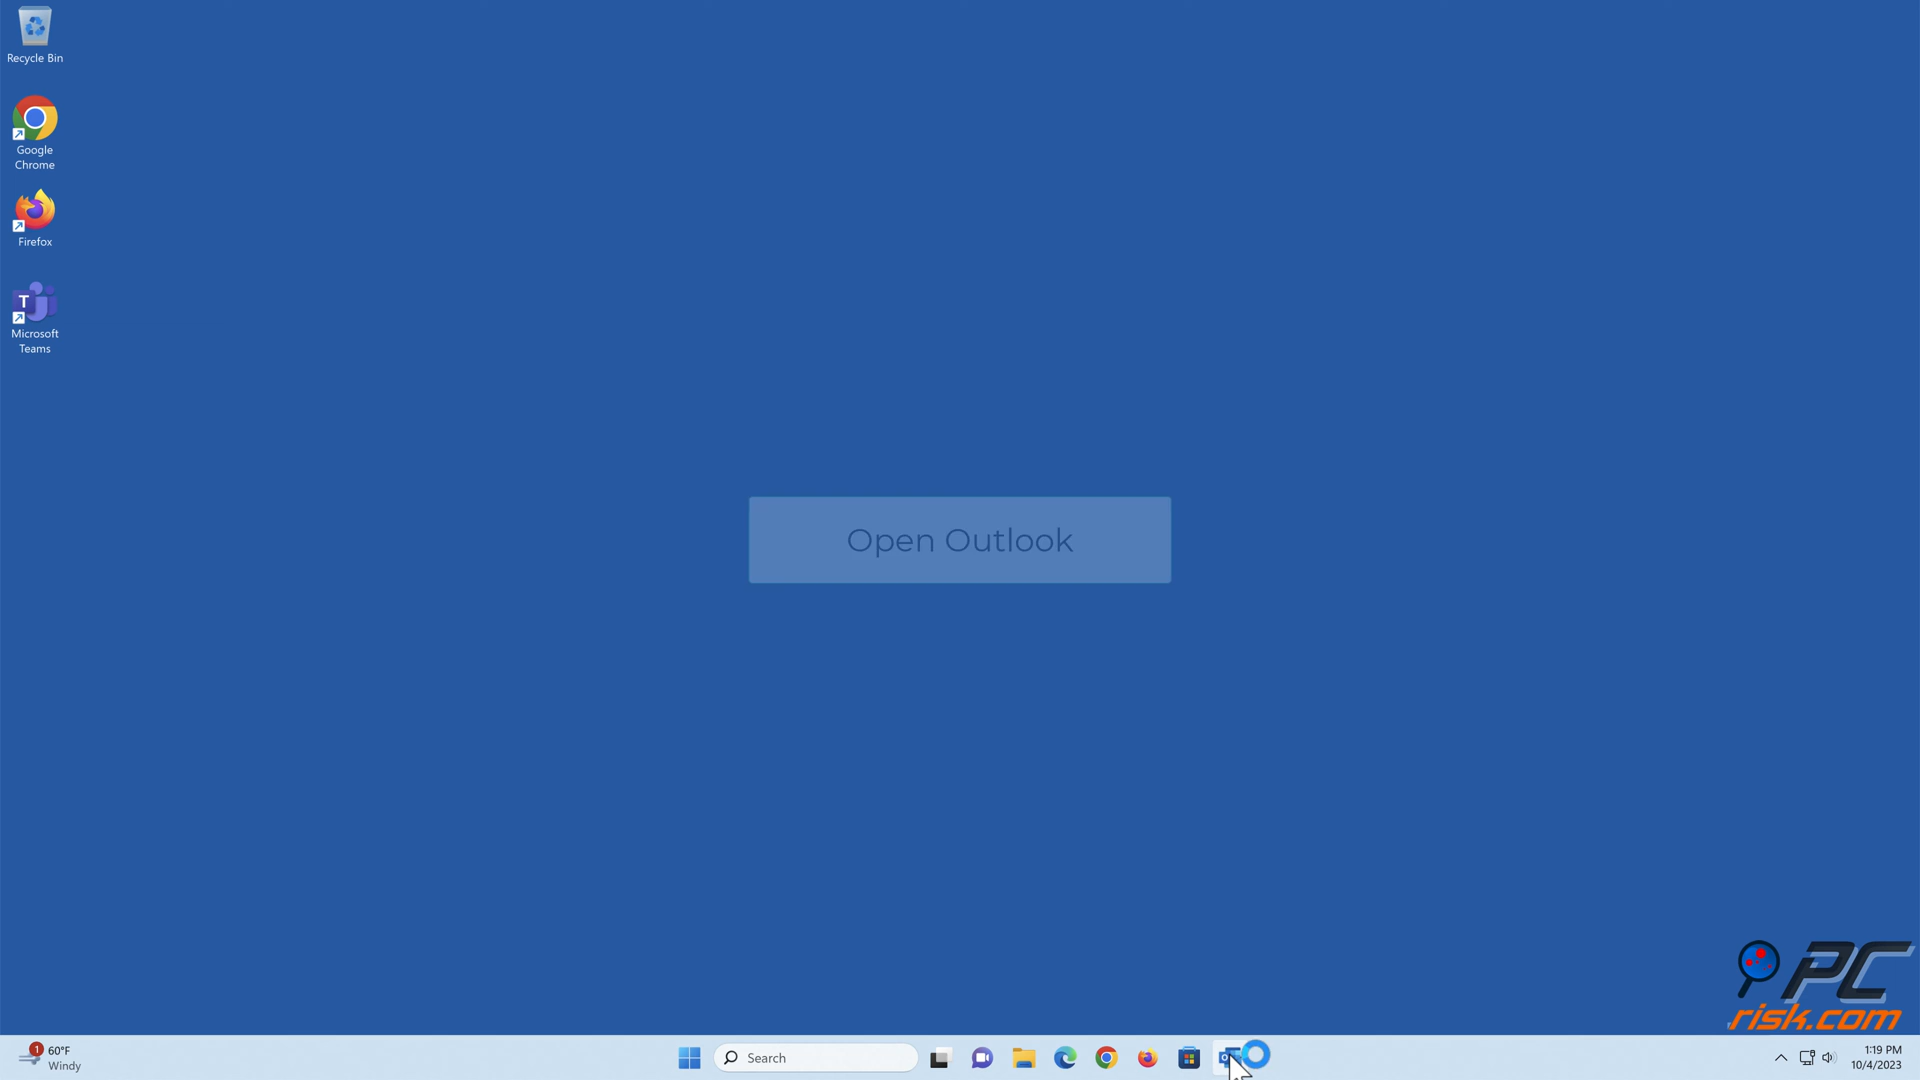 Recycle Bin
Google
Chrome
Firefox
T
Microsoft
Teams
Open Outlook
PC
risk.com
1
60°F
Windy
Search
1:19 PM
10/4/2023